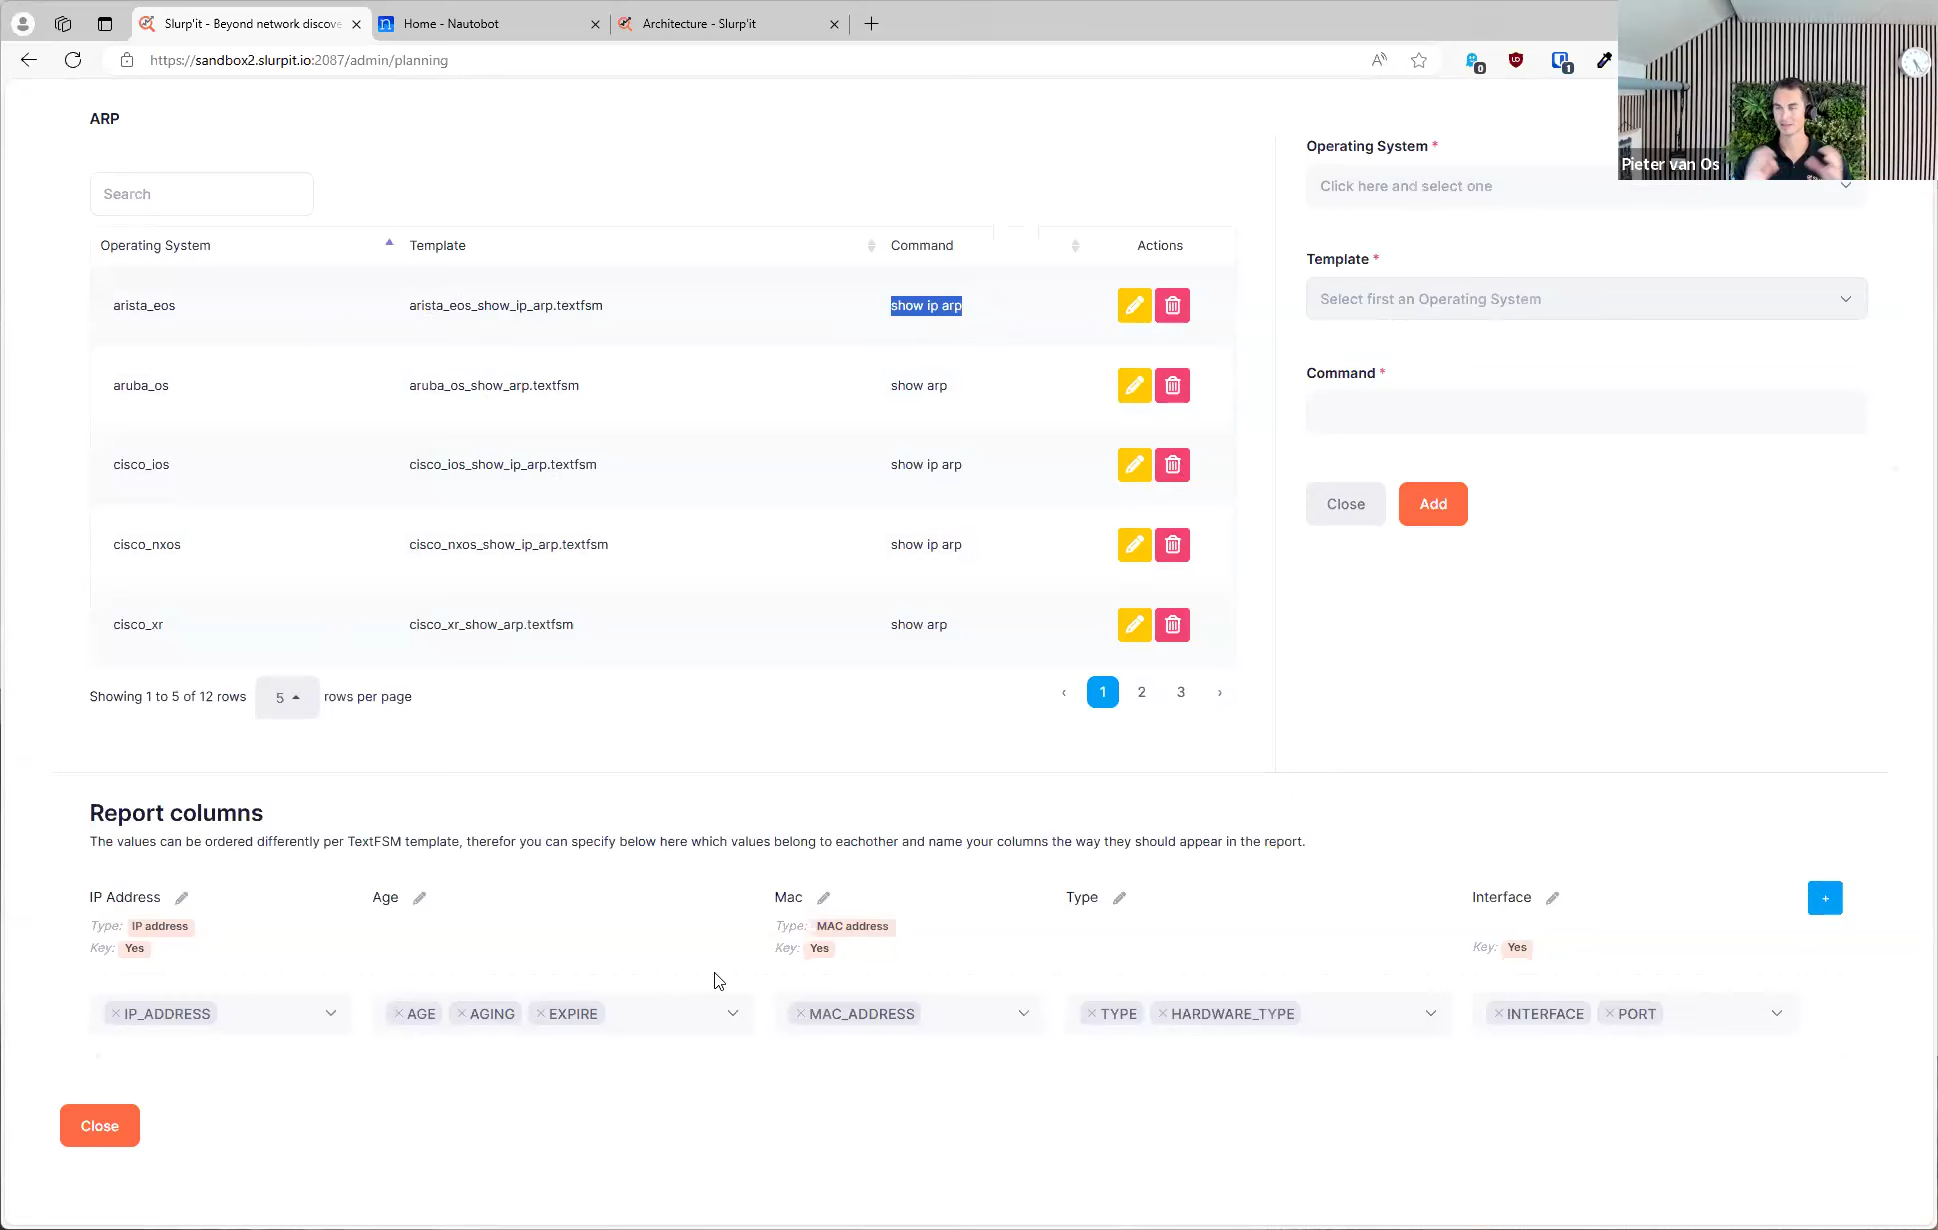 Slurp'it - Beyond network discove
Home - Nautobot
Architecture - Slurp'it
https://sandbox2.slurpit.io:2087/admin/planning
0
1
Pieter van Os
ARP
Search
Operating System
Template
Command
Actions
arista_eos
arista_eos_show_ip_arp.textfsm
show ip arp
aruba_os
aruba_os_show_arp.textfsm
show arp
cisco_ios
cisco_ios_show_ip_arp.textfsm
show ip arp
cisco_nxos
cisco_nxos_show_ip_arp.textfsm
show ip arp
cisco_xr
cisco_xr_show_arp.textfsm
show arp
Showing 1 to 5 of 12 rows 5 rows per page
‹ 1 2 3 ›
Operating System *
Click here and select one
Template *
Select first an Operating System
Command *
Close
Add
Report columns
The values can be ordered differently per TextFSM template, therefor you can specify below here which values belong to eachother and name your columns the way they should appear in the report.
IP Address
Type: IP address
Key: Yes
× IP_ADDRESS
Age
× AGE × AGING × EXPIRE
Mac
Type: MAC address
Key: Yes
× MAC_ADDRESS
Type
× TYPE × HARDWARE_TYPE
Interface
Key: Yes
× INTERFACE × PORT
+
Close